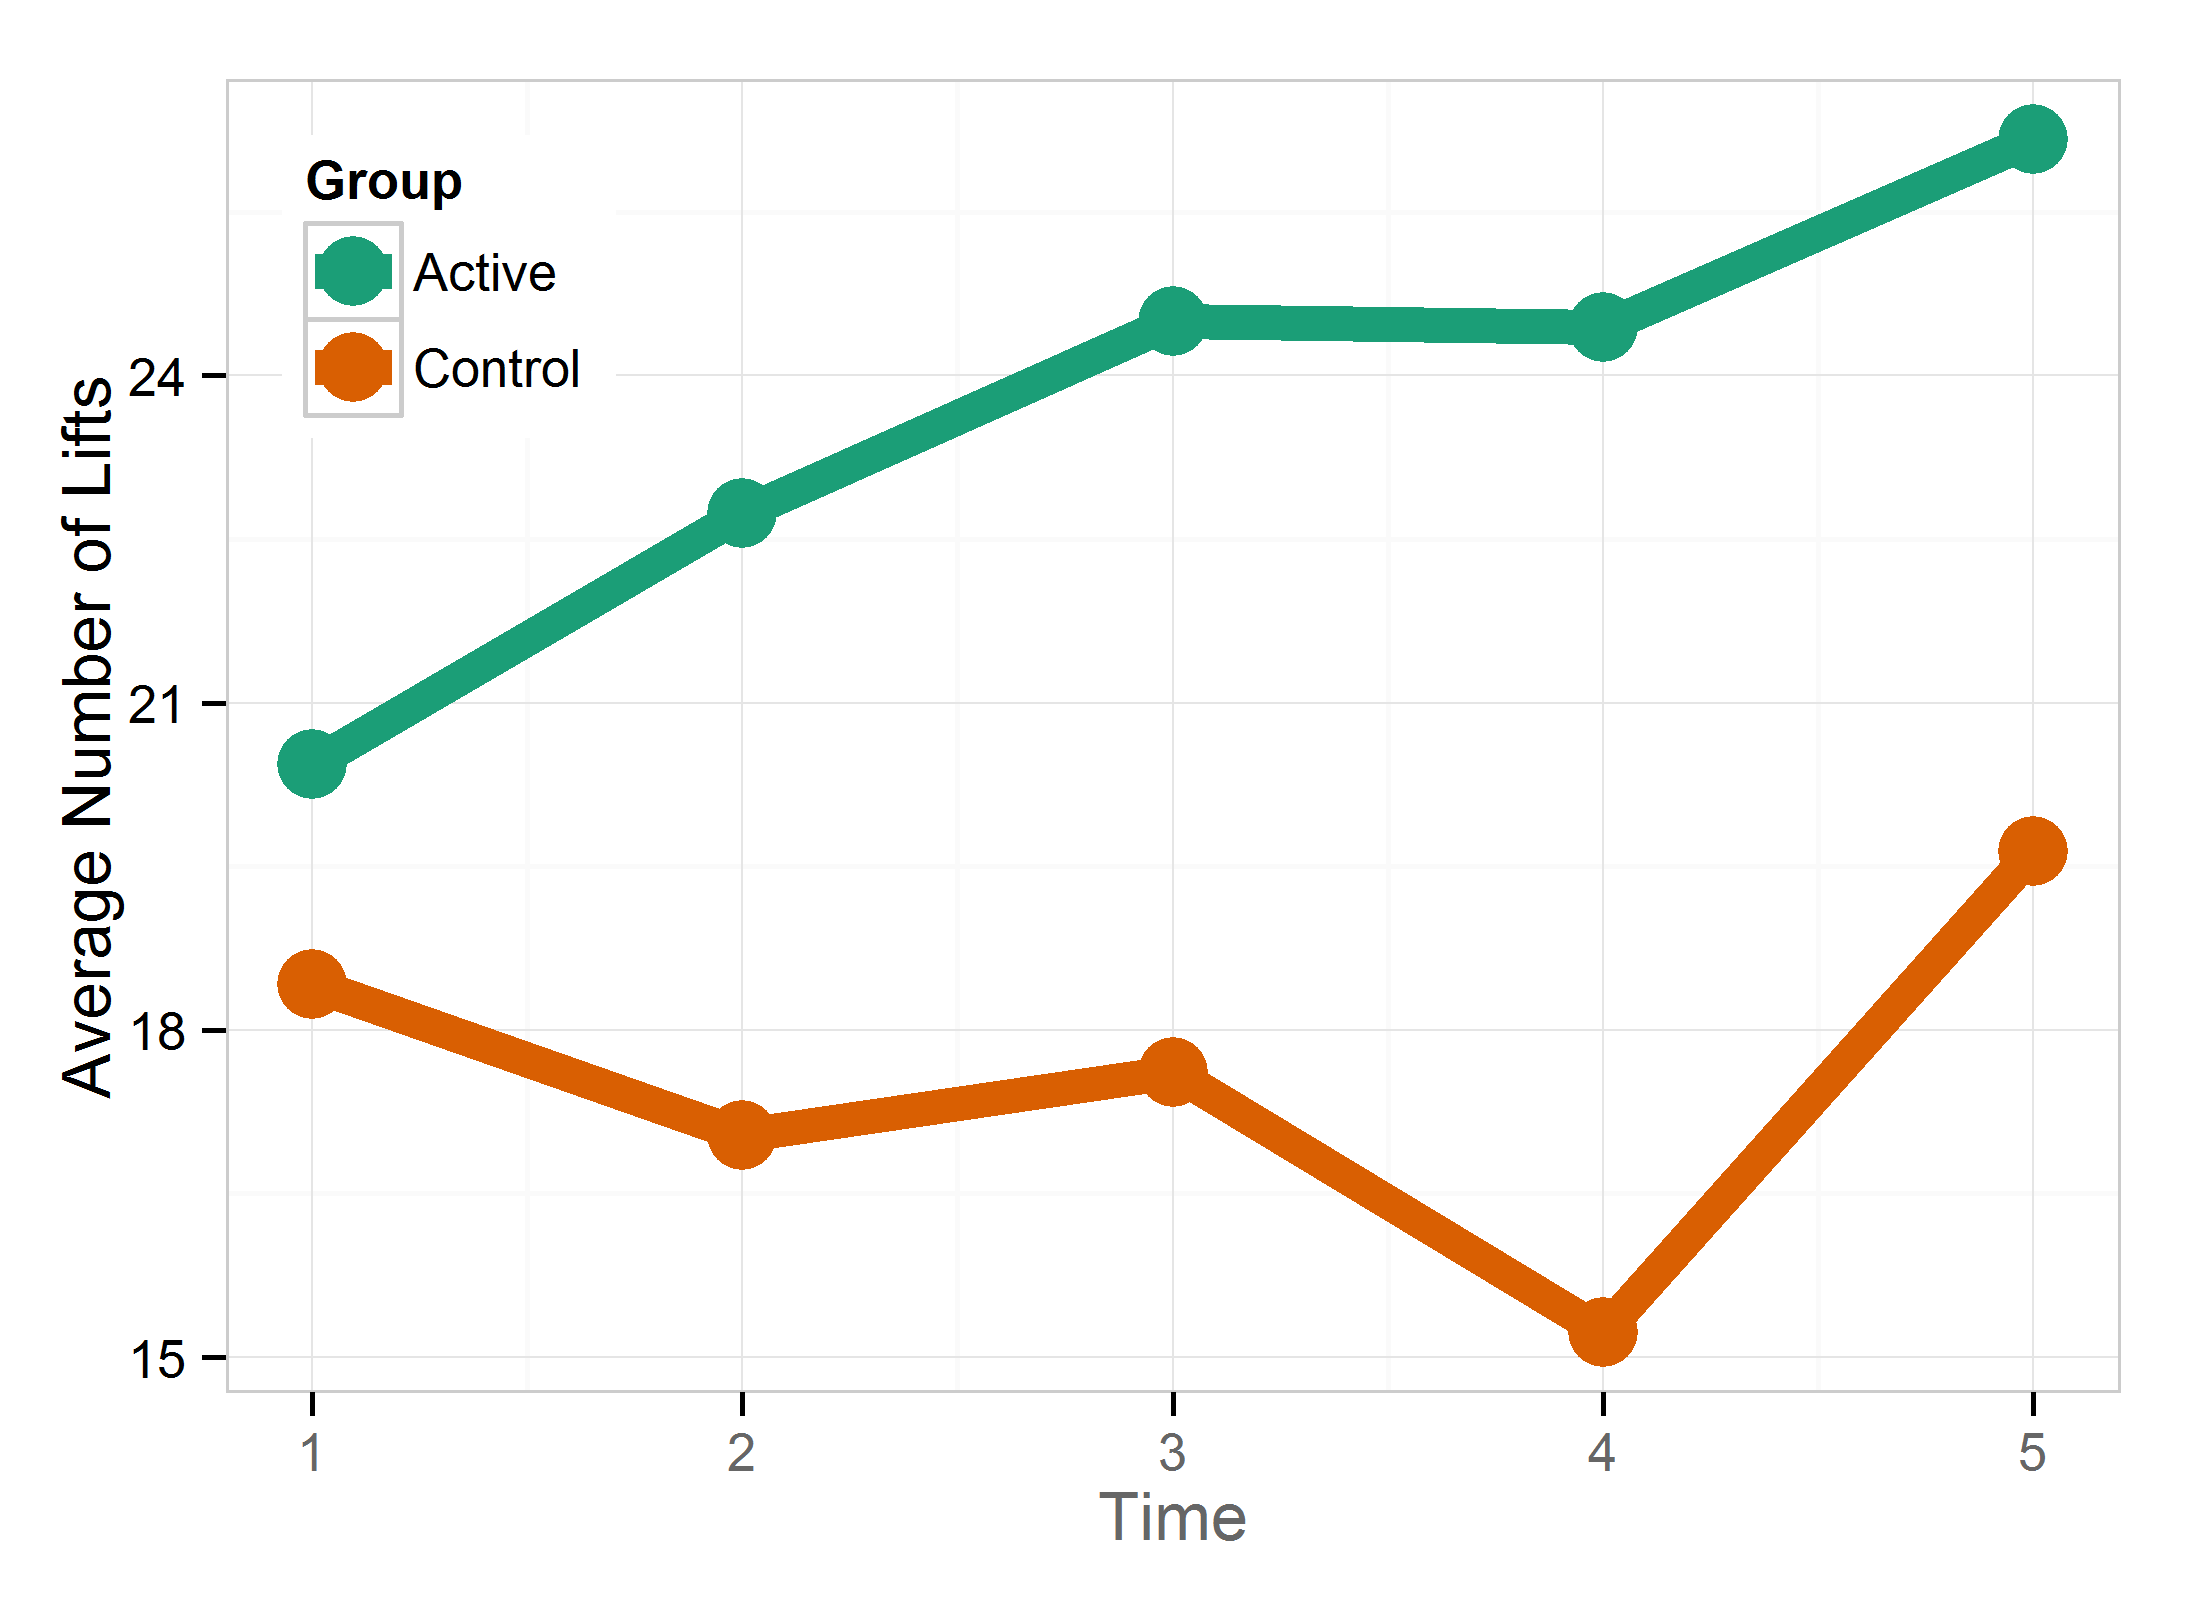 Group
Active
Control
Average Number of Lifts
24
21
18
15
1 2 3 4 5
Time